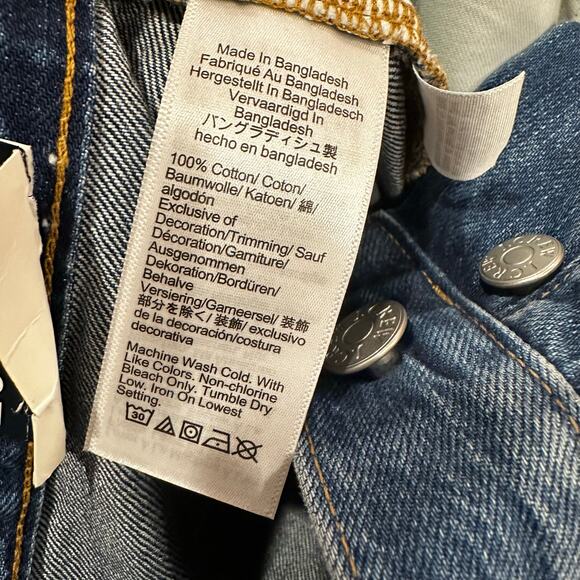 Made In Bangladesh
Fabriqué Au Bangladesh
Hergestellt In Bangladesch
Vervaardigd In
Bangladesh
バングラディシュ製
hecho en bangladesh
100% Cotton/ Coton/
Baumwolle/ Katoen/ 綿/
algodón
Exclusive of
Decoration/Trimming/ Sauf
Décoration/Garniture/
Ausgenommen
Dekoration/Bordüren/
Behalve
Versiering/Garneersel/ 装飾
部分を除く/ 装飾/ exclusivo
de la decoración/costura
decorativa
Machine Wash Cold. With
Like Colors. Non-chlorine
Bleach Only. Tumble Dry
Low. Iron On Lowest
Setting.
30
J.CREW